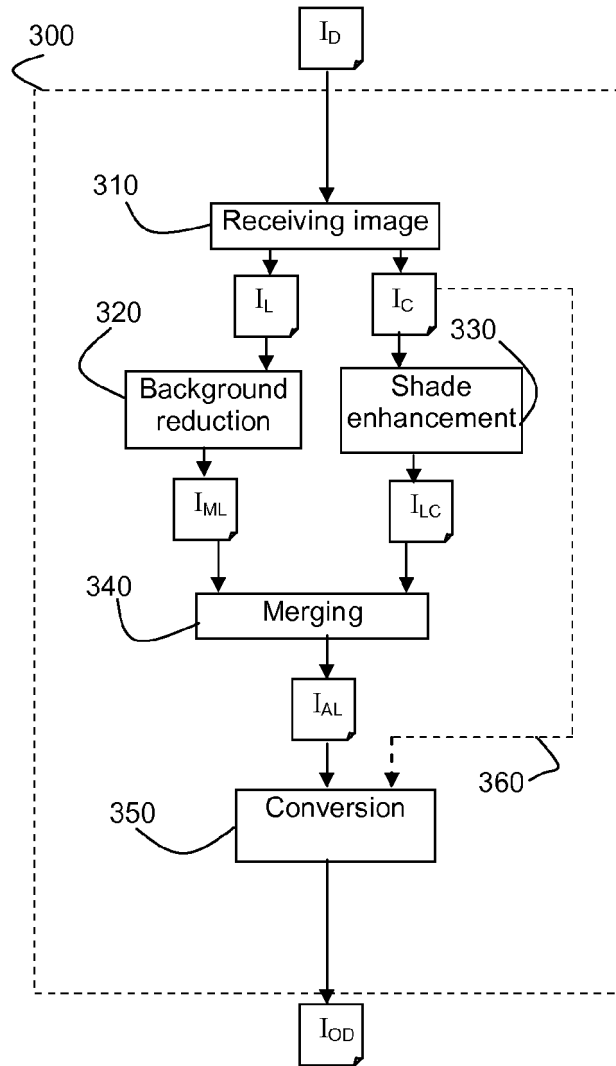 I_D
300
310
Receiving image
I_L
I_C
320
330
Background
reduction
Shade
enhancement
I_ML
I_LC
340
Merging
I_AL
360
350
Conversion
I_OD